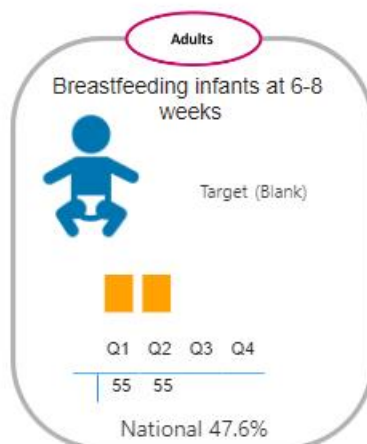 Adults
Breastfeeding infants at 6-8
weeks
Target (Blank)
Q1 Q2 Q3 Q4
55 55
National 47.6%